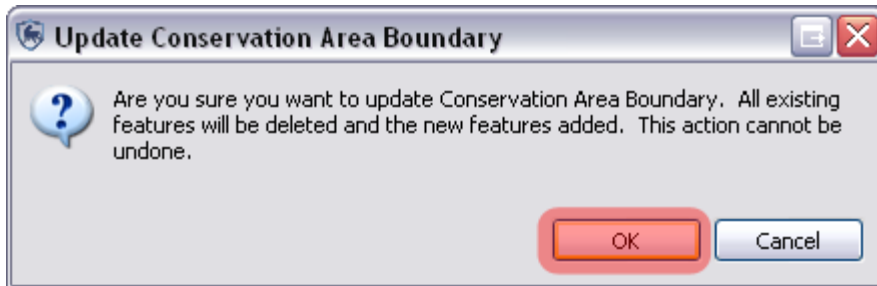 Update Conservation Area Boundary
Are you sure you want to update Conservation Area Boundary.  All existing
features will be deleted and the new features added.  This action cannot be
undone.
OK
Cancel